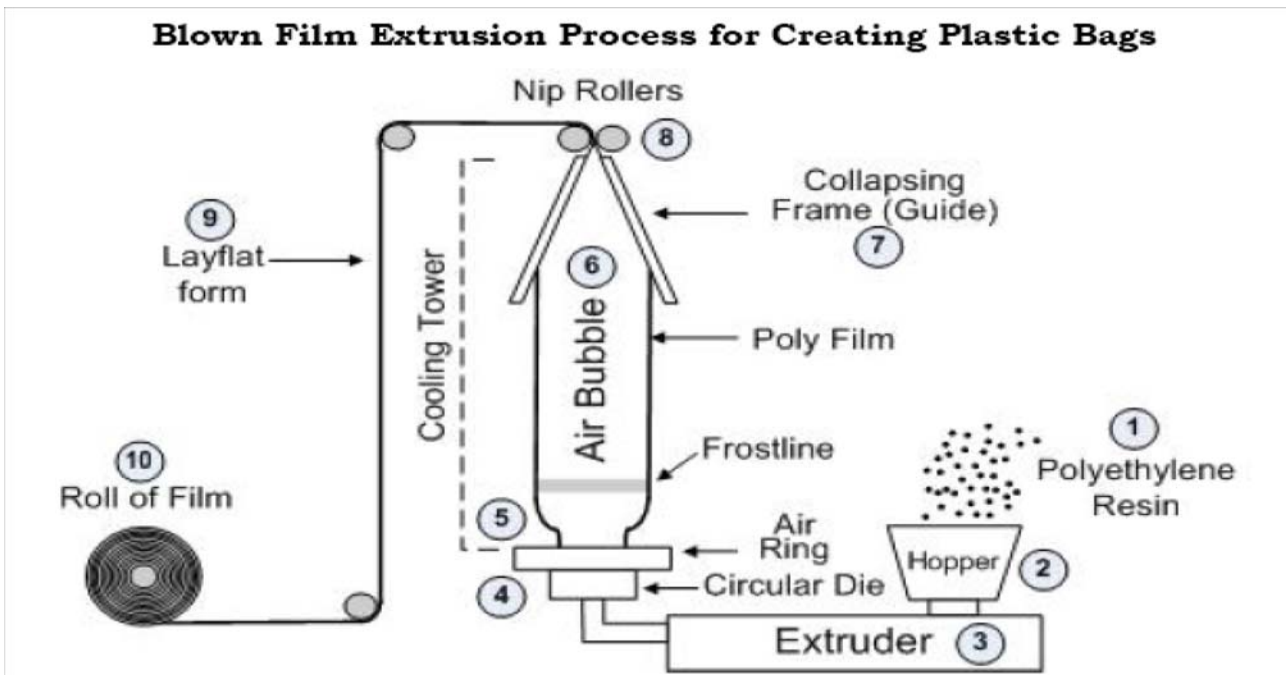 Blown Film Extrusion Process for Creating Plastic Bags
Nip Rollers
8
Collapsing
Frame (Guide)
7
9
Layflat
form
6
Air Bubble
Cooling Tower
Poly Film
Frostline
1
Polyethylene
Resin
10
Roll of Film
5
Air
Ring
Hopper
2
4
Circular Die
Extruder
3